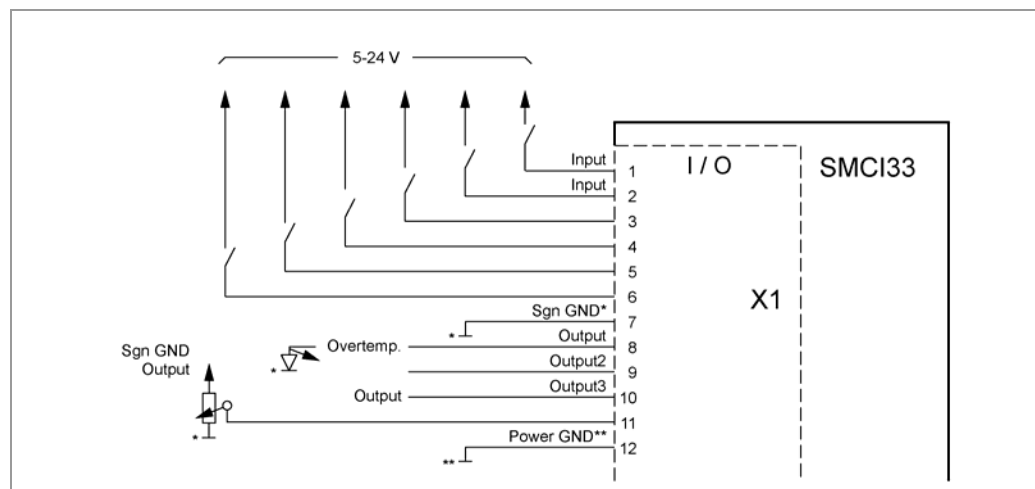 5-24 V
Input
1
I / O
SMCI33
Input
2
3
4
5
X1
6
Sgn GND*
7
*
Output
8
Overtemp.
*
Sgn GND
Output
Output2
9
Output3
10
Output
11
*
Power GND**
12
**